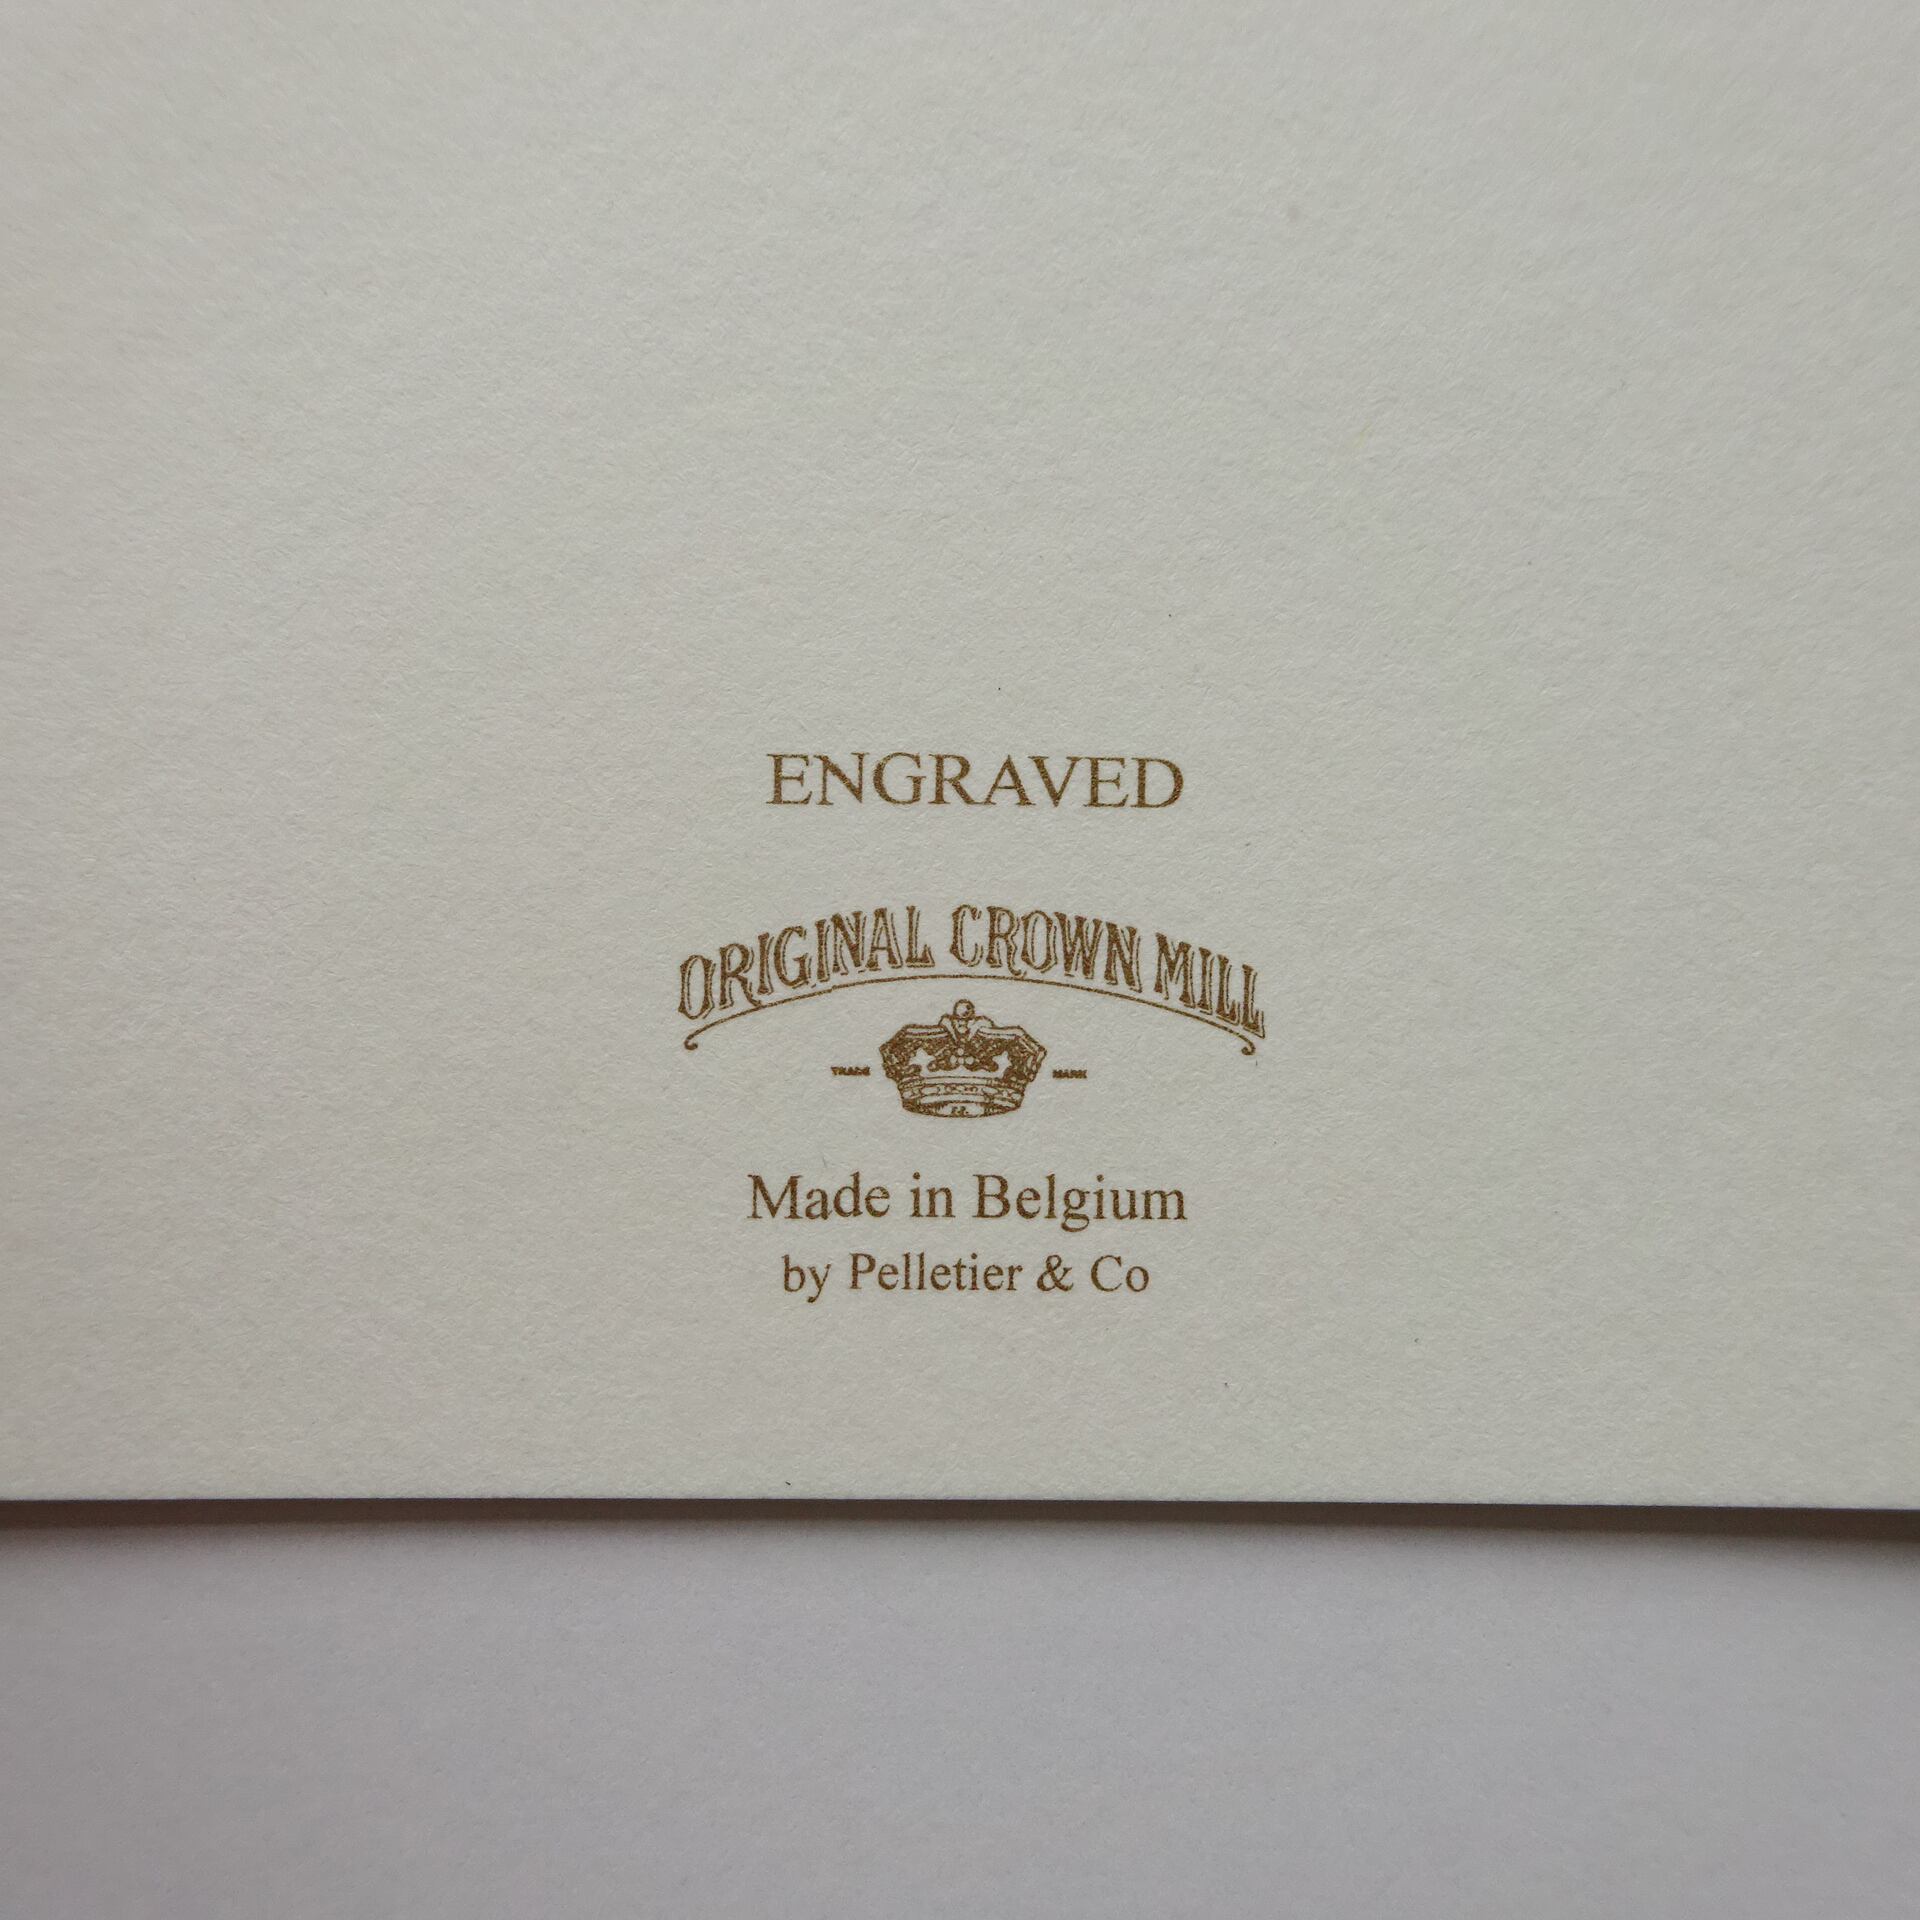 ENGRAVED
ORIGINAL CROWN MILL
TRADE MARK
Made in Belgium
by Pelletier & Co